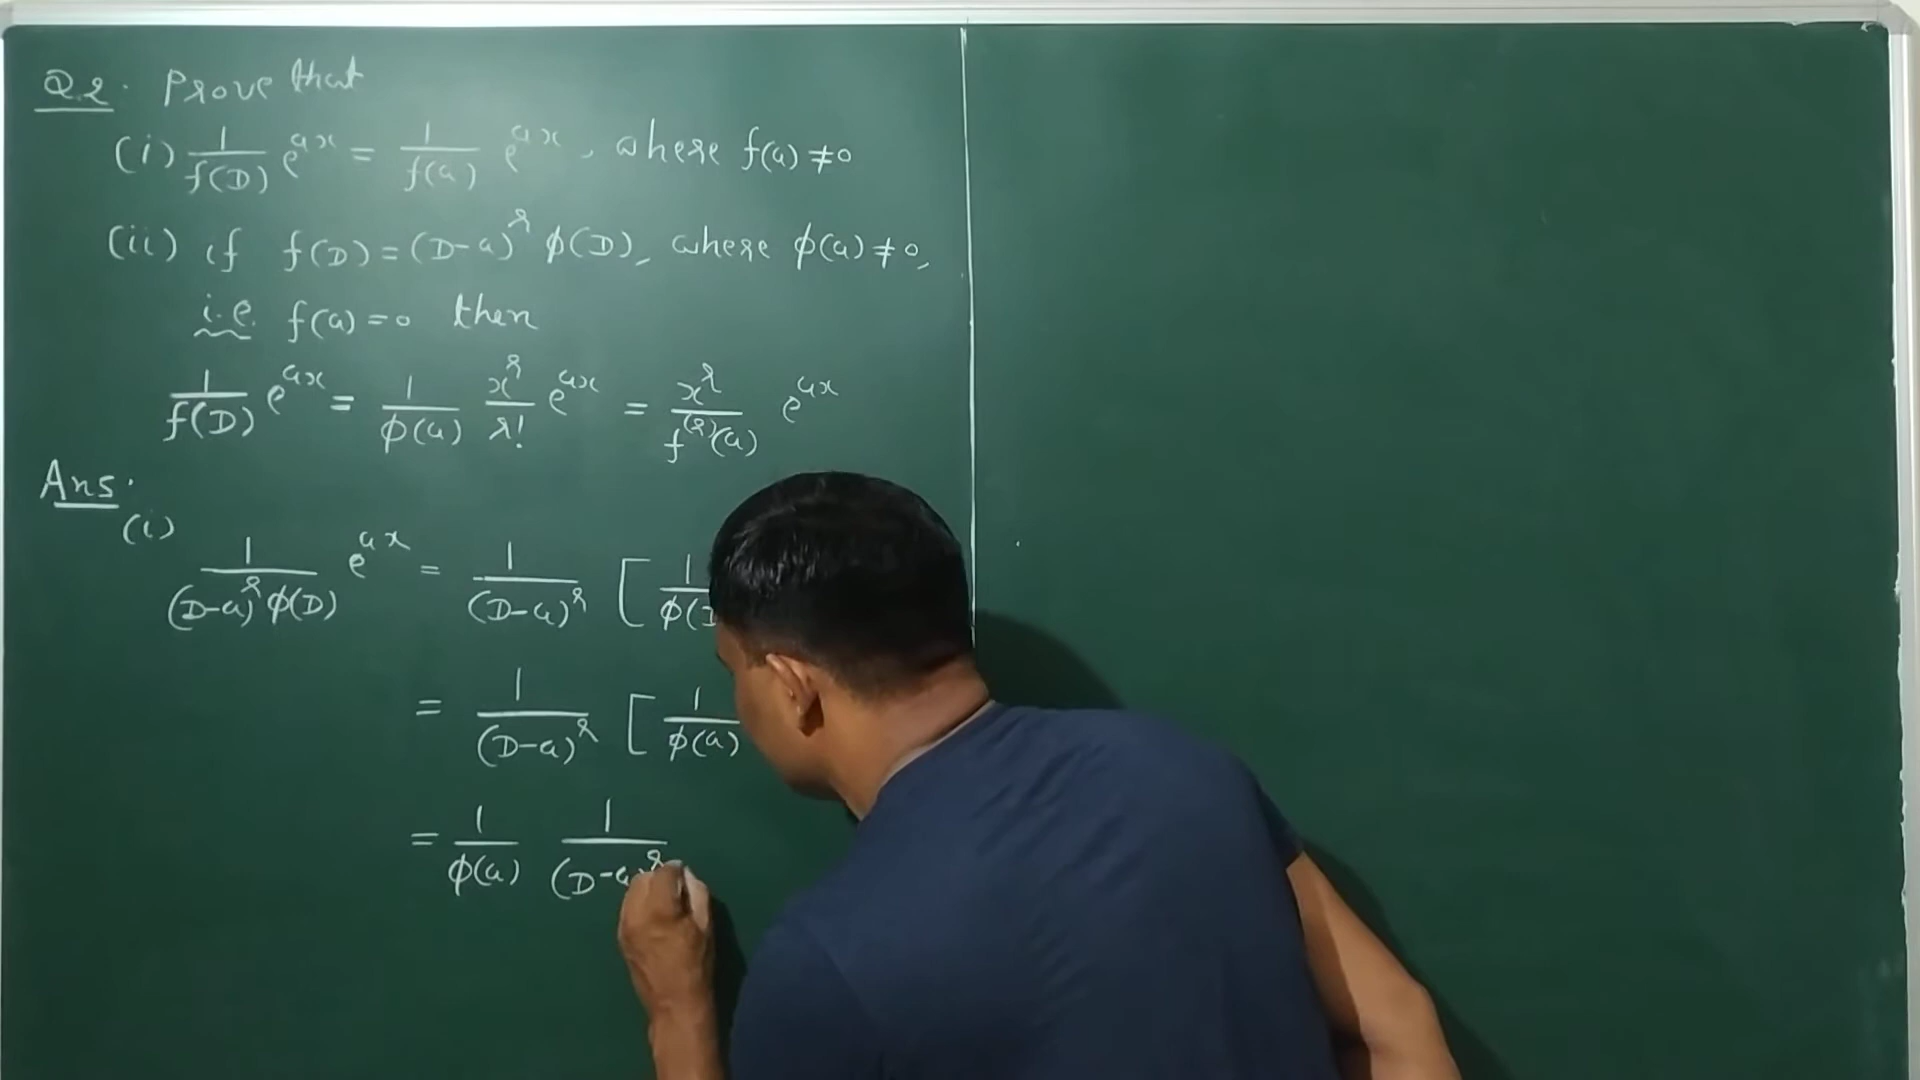 Q.2. Prove that
(i) 1/f(D) e^{ax} = 1/f(a) e^{ax}, where f(a) ≠ 0
(ii) if f(D) = (D-a)^r ϕ(D), where ϕ(a) ≠ 0,
i.e. f(a) = 0 then
1/f(D) e^{ax} = 1/ϕ(a) x^r/r! e^{ax} = x^r/f^{(r)}(a) e^{ax}
Ans.
(i)
1/(D-a)^r ϕ(D) e^{ax} = 1/(D-a)^r [ 1/ϕ(D
= 1/(D-a)^r [ 1/ϕ(a)
= 1/ϕ(a) 1/(D-a)^r